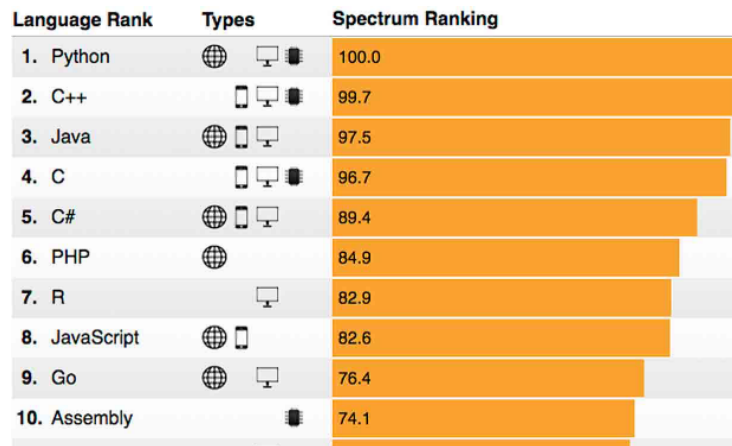 Language Rank Types Spectrum Ranking
1. Python 100.0
2. C++ 99.7
3. Java 97.5
4. C 96.7
5. C# 89.4
6. PHP 84.9
7. R 82.9
8. JavaScript 82.6
9. Go 76.4
10. Assembly 74.1